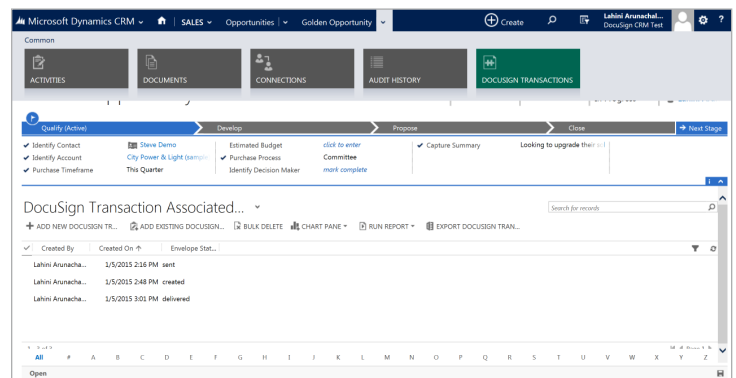 Microsoft Dynamics CRM SALES Opportunities Golden Opportunity Create Lahini Arunachal... ?
DocuSign CRM Test
Common
ACTIVITIES DOCUMENTS CONNECTIONS AUDIT HISTORY DOCUSIGN TRANSACTIONS
Qualify (Active) Develop Propose Close Next Stage
Identify Contact Steve Demo Estimated Budget click to enter Capture Summary Looking to upgrade their
Identify Account City Power & Light (sample Purchase Process Committee
Purchase Timeframe This Quarter Identify Decision Maker mark complete
DocuSign Transaction Associated... Search for records
ADD NEW DOCUSIGN TR... ADD EXISTING DOCUSIGN... BULK DELETE CHART PANE RUN REPORT EXPORT DOCUSIGN TRAN...
Created By Created On ↑ Envelope Stat...
Lahini Arunacha... 1/5/2015 2:16 PM sent
Lahini Arunacha... 1/5/2015 2:48 PM created
Lahini Arunacha... 1/5/2015 3:01 PM delivered
All # A B C D E F G H I J K L M N O P Q R S T U V W X Y Z
Open